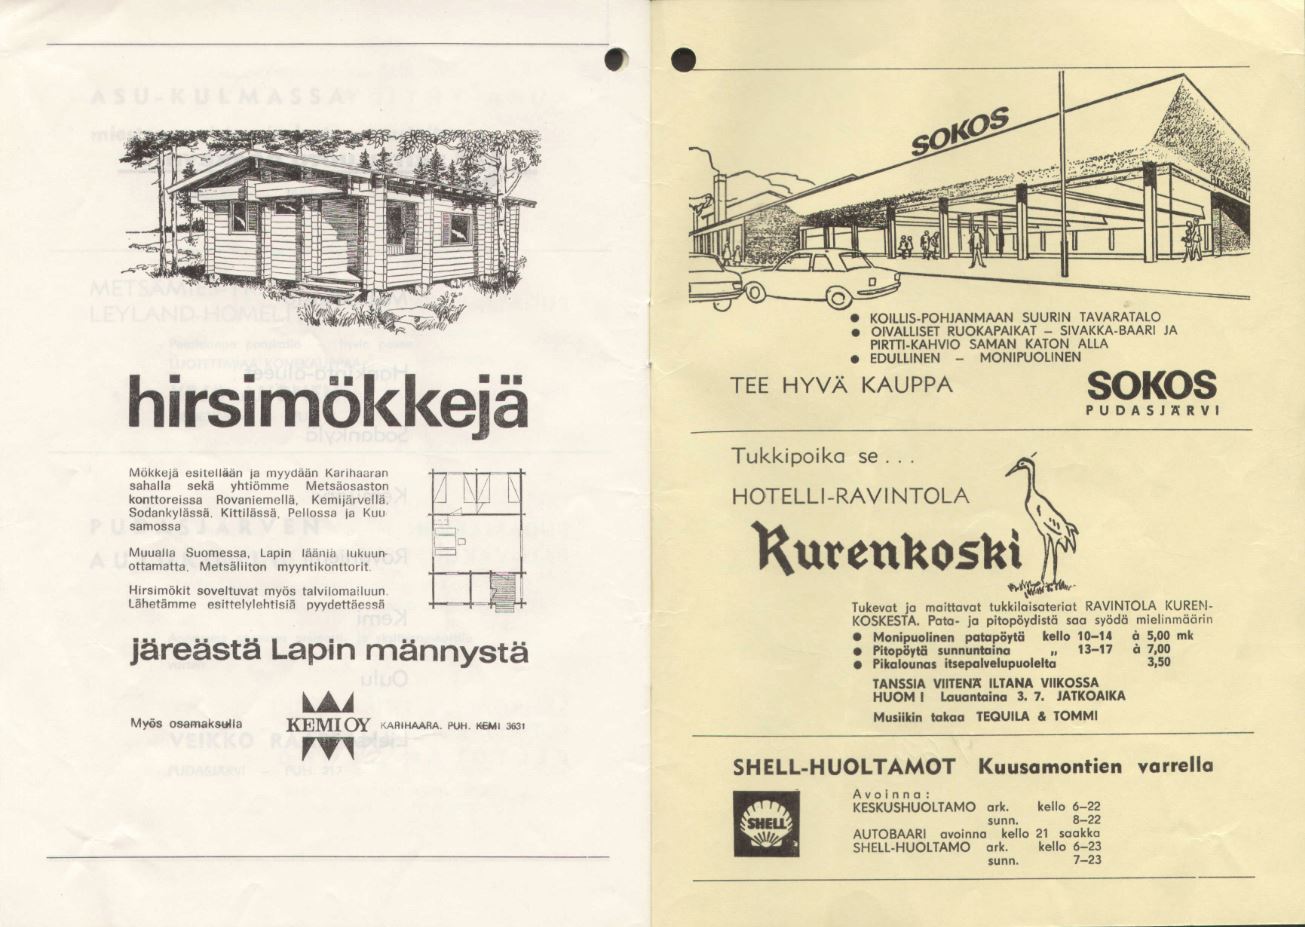 hirsimökkejä
Mökkejä esitellään ja myydään Karihaaran
sahalla sekä yhtiömme Metsäosaston
konttoreissa Rovaniemellä, Kemijärvellä,
Sodankylässä, Kittilässä, Pellossa ja Kuu
samossa
Muualla Suomessa, Lapin lääniä lukuun
ottamatta, Metsäliiton myyntikonttorit.
Hirsimökit soveltuvat myös talvilomailuun.
Lähetämme esittelylehtisiä pyydettäessä
järeästä Lapin männystä
Myös osamaksulla
KEMI OY
KARIHAARA. PUH. KEMI 3631
SOKOS
● KOILLIS-POHJANMAAN SUURIN TAVARATALO
● OIVALLISET RUOKAPAIKAT – SIVAKKA-BAARI JA
PIRTTI-KAHVIO SAMAN KATON ALLA
● EDULLINEN – MONIPUOLINEN
TEE HYVÄ KAUPPA
SOKOS
PUDASJÄRVI
Tukkipoika se . . .
HOTELLI-RAVINTOLA
Kurenkoski
Tukevat ja maittavat tukkilaisateriat RAVINTOLA KUREN-
KOSKESTA. Pata- ja pitopöydistä saa syödä mielinmäärin
● Monipuolinen patapöytä kello 10–14 à 5,00 mk
● Pitopöytä sunnuntaina „ 13–17 à 7,00
● Pikalounas itsepalvelupuolelta 3,50
TANSSIA VIITENÄ ILTANA VIIKOSSA
HUOM ! Lauantaina 3. 7. JATKOAIKA
Musiikin takaa TEQUILA & TOMMI
SHELL-HUOLTAMOT Kuusamontien varrella
SHELL
Avoinna:
KESKUSHUOLTAMO ark. kello 6–22
sunn. 8–22
AUTOBAARI avoinna kello 21 saakka
SHELL-HUOLTAMO ark. kello 6–23
sunn. 7–23